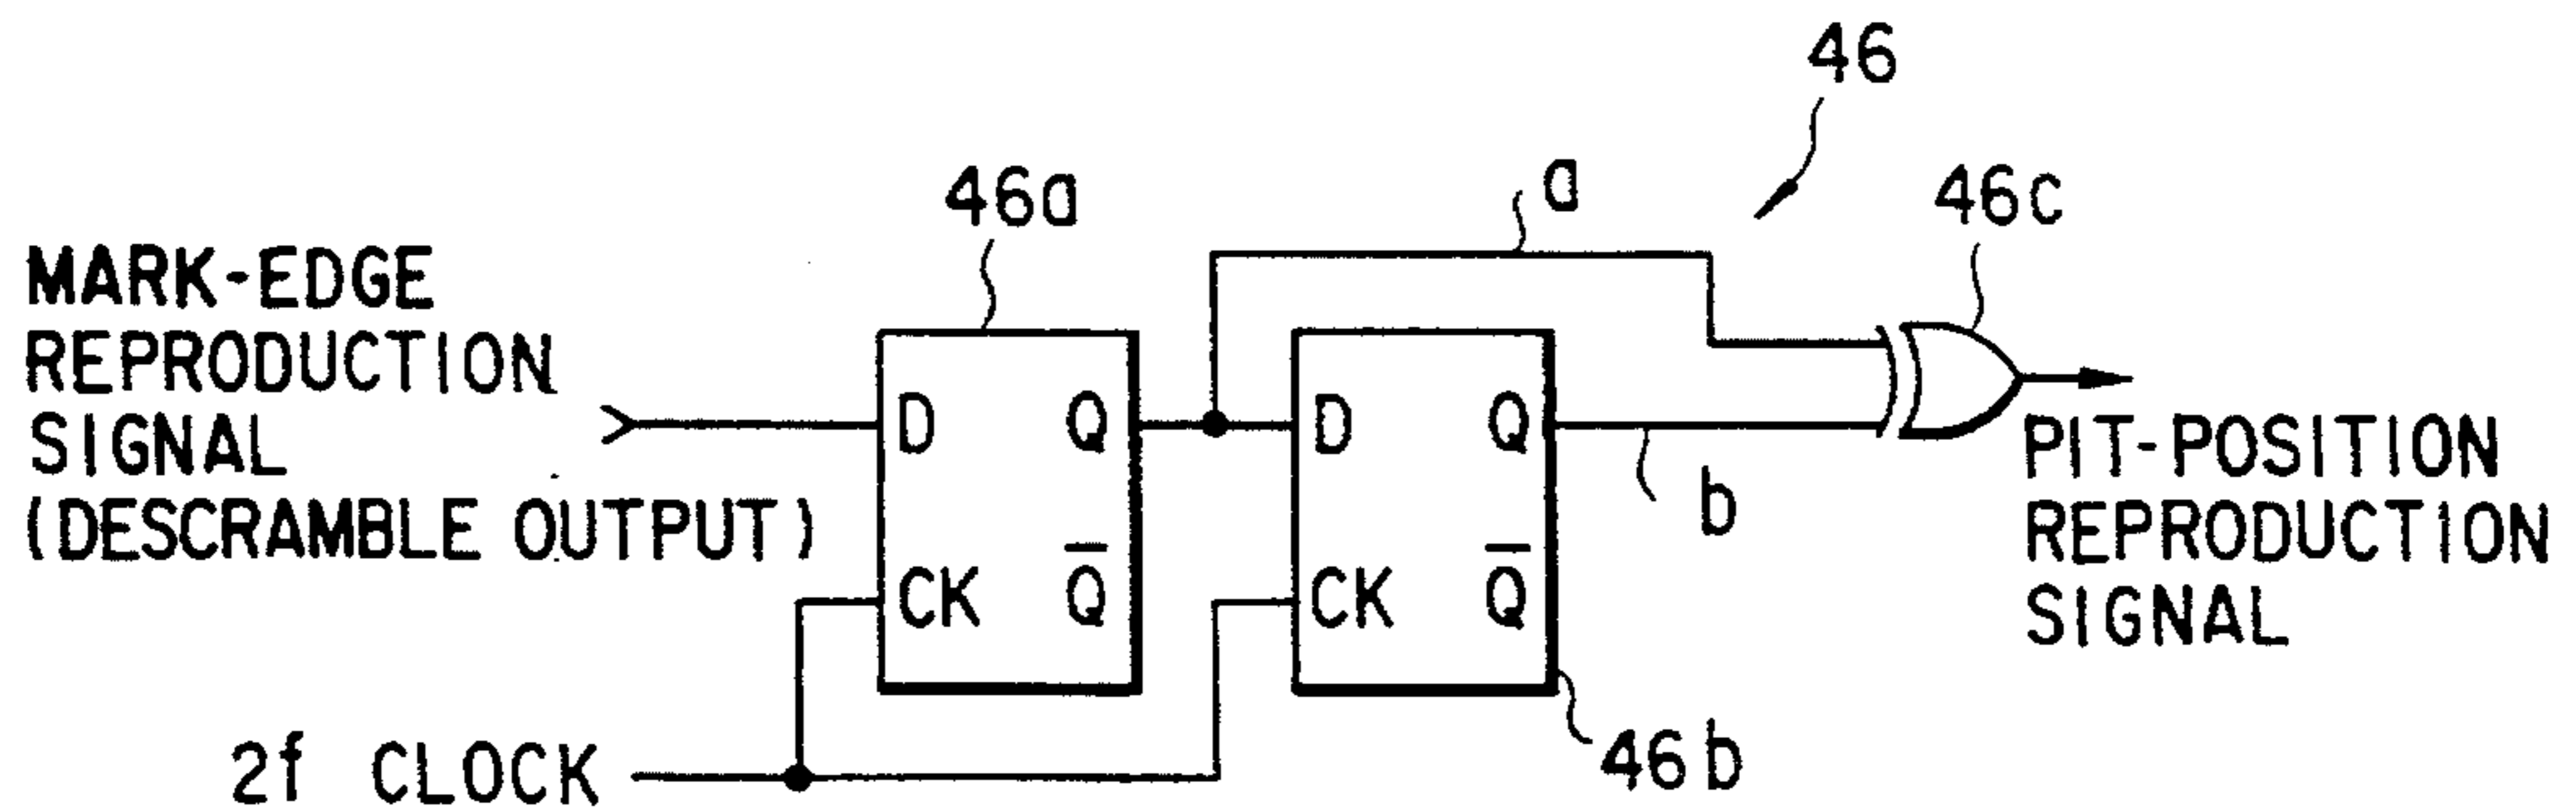 46
46a
a
46c
MARK-EDGE
REPRODUCTION
SIGNAL
(DESCRAMBLE OUTPUT)
D
Q
CK
Q̅
D
Q
CK
Q̅
b
PIT-POSITION
REPRODUCTION
SIGNAL
2f CLOCK
46b